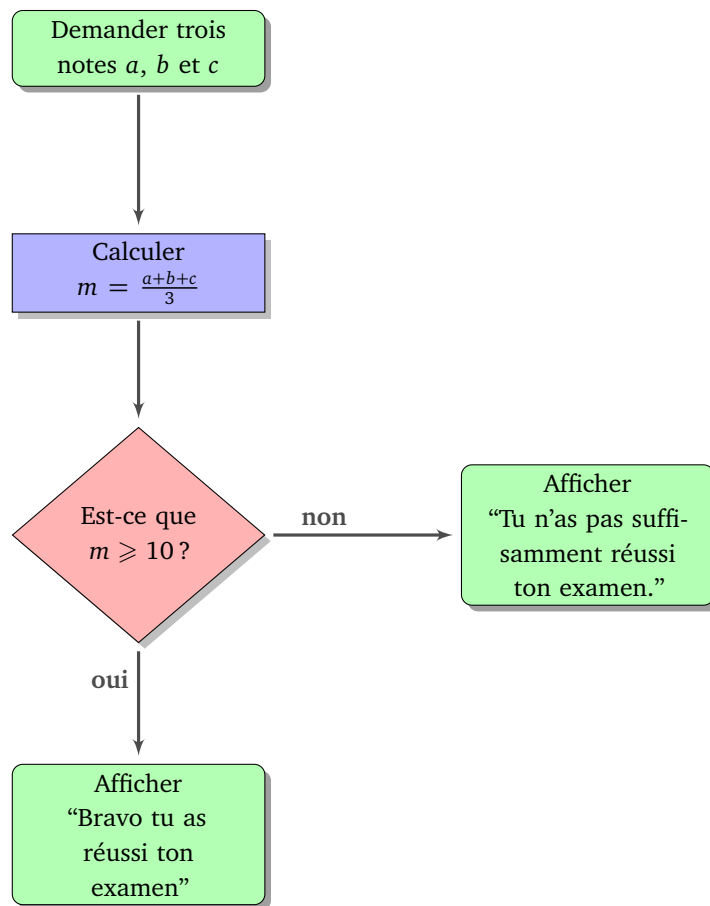 Demander trois
notes a, b et c
Calculer
m = \frac{a+b+c}{3}
Est-ce que
m ⩾ 10 ?
non
Afficher
“Tu n'as pas suffi-
samment réussi
ton examen.”
oui
Afficher
“Bravo tu as
réussi ton
examen”